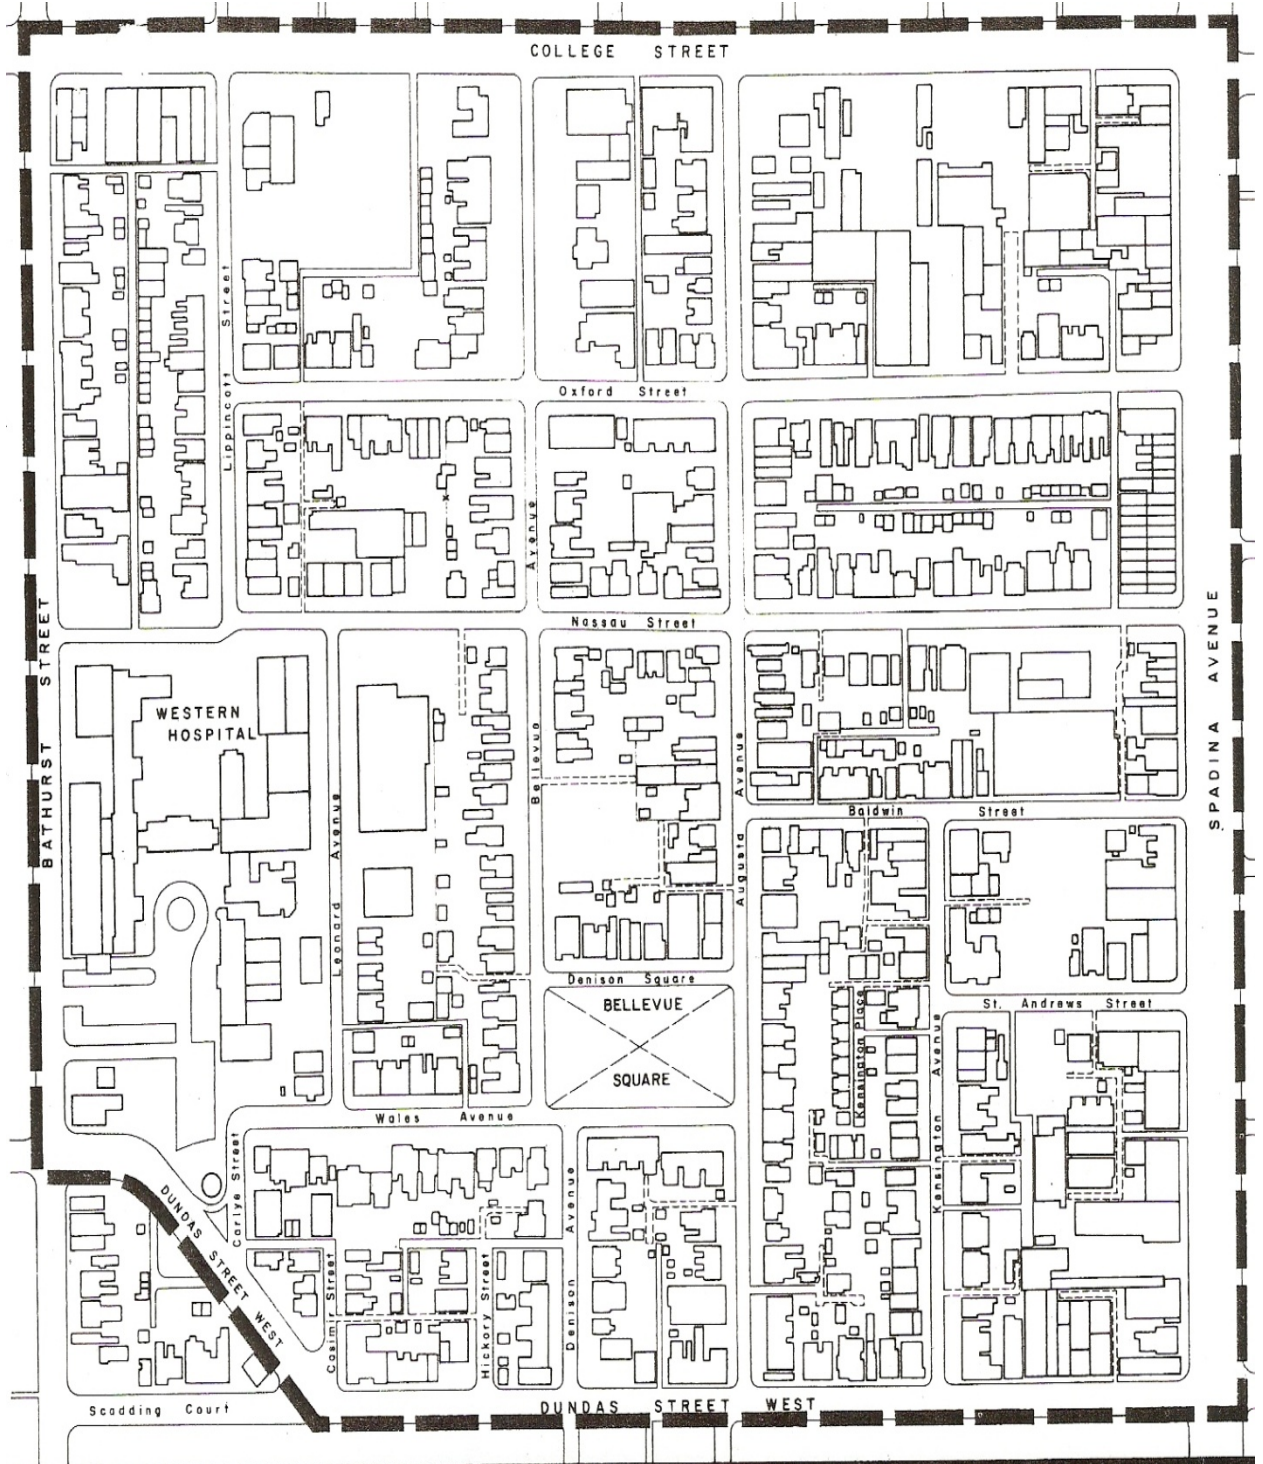 COLLEGE STREET
Lippincott Street
Oxford Street
Avenue
Nassau Street
BATHURST STREET
SPADINA AVENUE
WESTERN
HOSPITAL
Leonard Avenue
Bellevue
Augusta Avenue
Baldwin Street
Denison Square
BELLEVUE
SQUARE
St. Andrews Street
Kensington Place
Kensington Avenue
Wales Avenue
Carlyle Street
Denison Avenue
DUNDAS STREET WEST
Casimir Street
Hickory Street
Scadding Court
DUNDAS STREET WEST